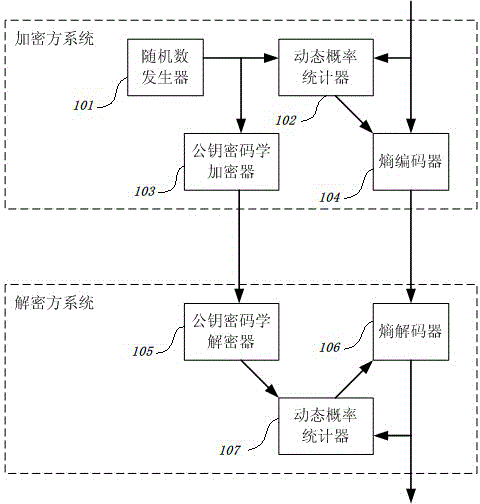 加密方系统
随机数
发生器
101
动态概率
统计器
102
公钥密码学
加密器
103
熵编码器
104
解密方系统
公钥密码学
解密器
105
熵解码器
106
动态概率
统计器
107